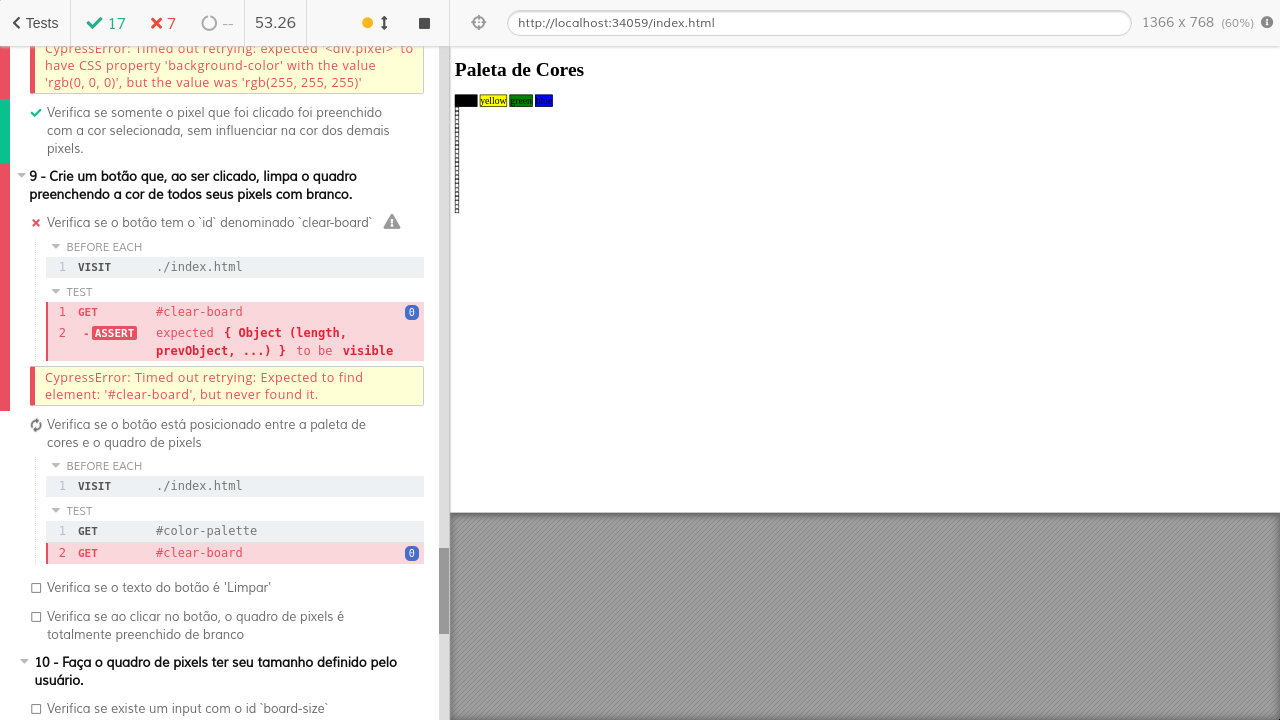 Tests 17 7 -- 53.26 http://localhost:34059/index.html 1366 x 768 (60%)
CypressError: Timed out retrying: expected '<div.pixel>' to
have CSS property 'background-color' with the value
'rgb(0, 0, 0)', but the value was 'rgb(255, 255, 255)'
Verifica se somente o pixel que foi clicado foi preenchido
com a cor selecionada, sem influenciar na cor dos demais
pixels.
9 - Crie um botão que, ao ser clicado, limpa o quadro
preenchendo a cor de todos seus pixels com branco.
Verifica se o botão tem o `id` denominado `clear-board`
BEFORE EACH
1 VISIT ./index.html
TEST
1 GET #clear-board 0
2 -ASSERT expected { Object (length,
prevObject, ...) } to be visible
CypressError: Timed out retrying: Expected to find
element: '#clear-board', but never found it.
Verifica se o botão está posicionado entre a paleta de
cores e o quadro de pixels
BEFORE EACH
1 VISIT ./index.html
TEST
1 GET #color-palette
2 GET #clear-board 0
Verifica se o texto do botão é 'Limpar'
Verifica se ao clicar no botão, o quadro de pixels é
totalmente preenchido de branco
10 - Faça o quadro de pixels ter seu tamanho definido pelo
usuário.
Verifica se existe um input com o id `board-size`
Paleta de Cores
yellow green